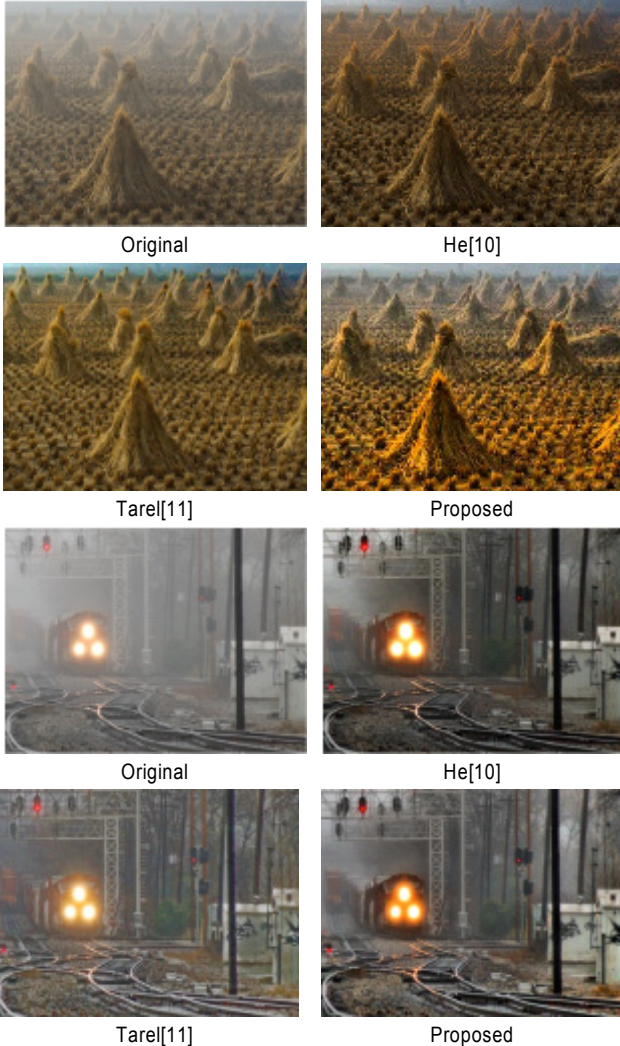 Original
He[10]
Tarel[11]
Proposed
Original
He[10]
Tarel[11]
Proposed